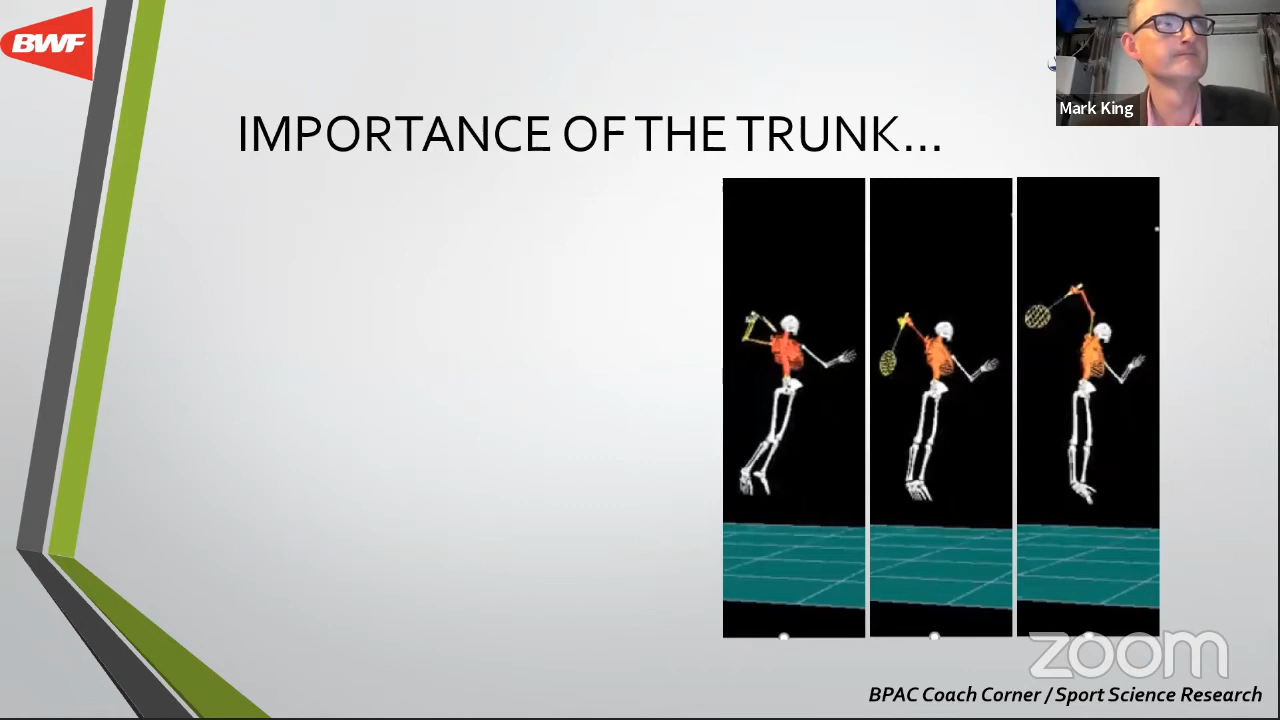 BWF
Mark King
IMPORTANCE OF THE TRUNK...
zoom
BPAC Coach Corner / Sport Science Research